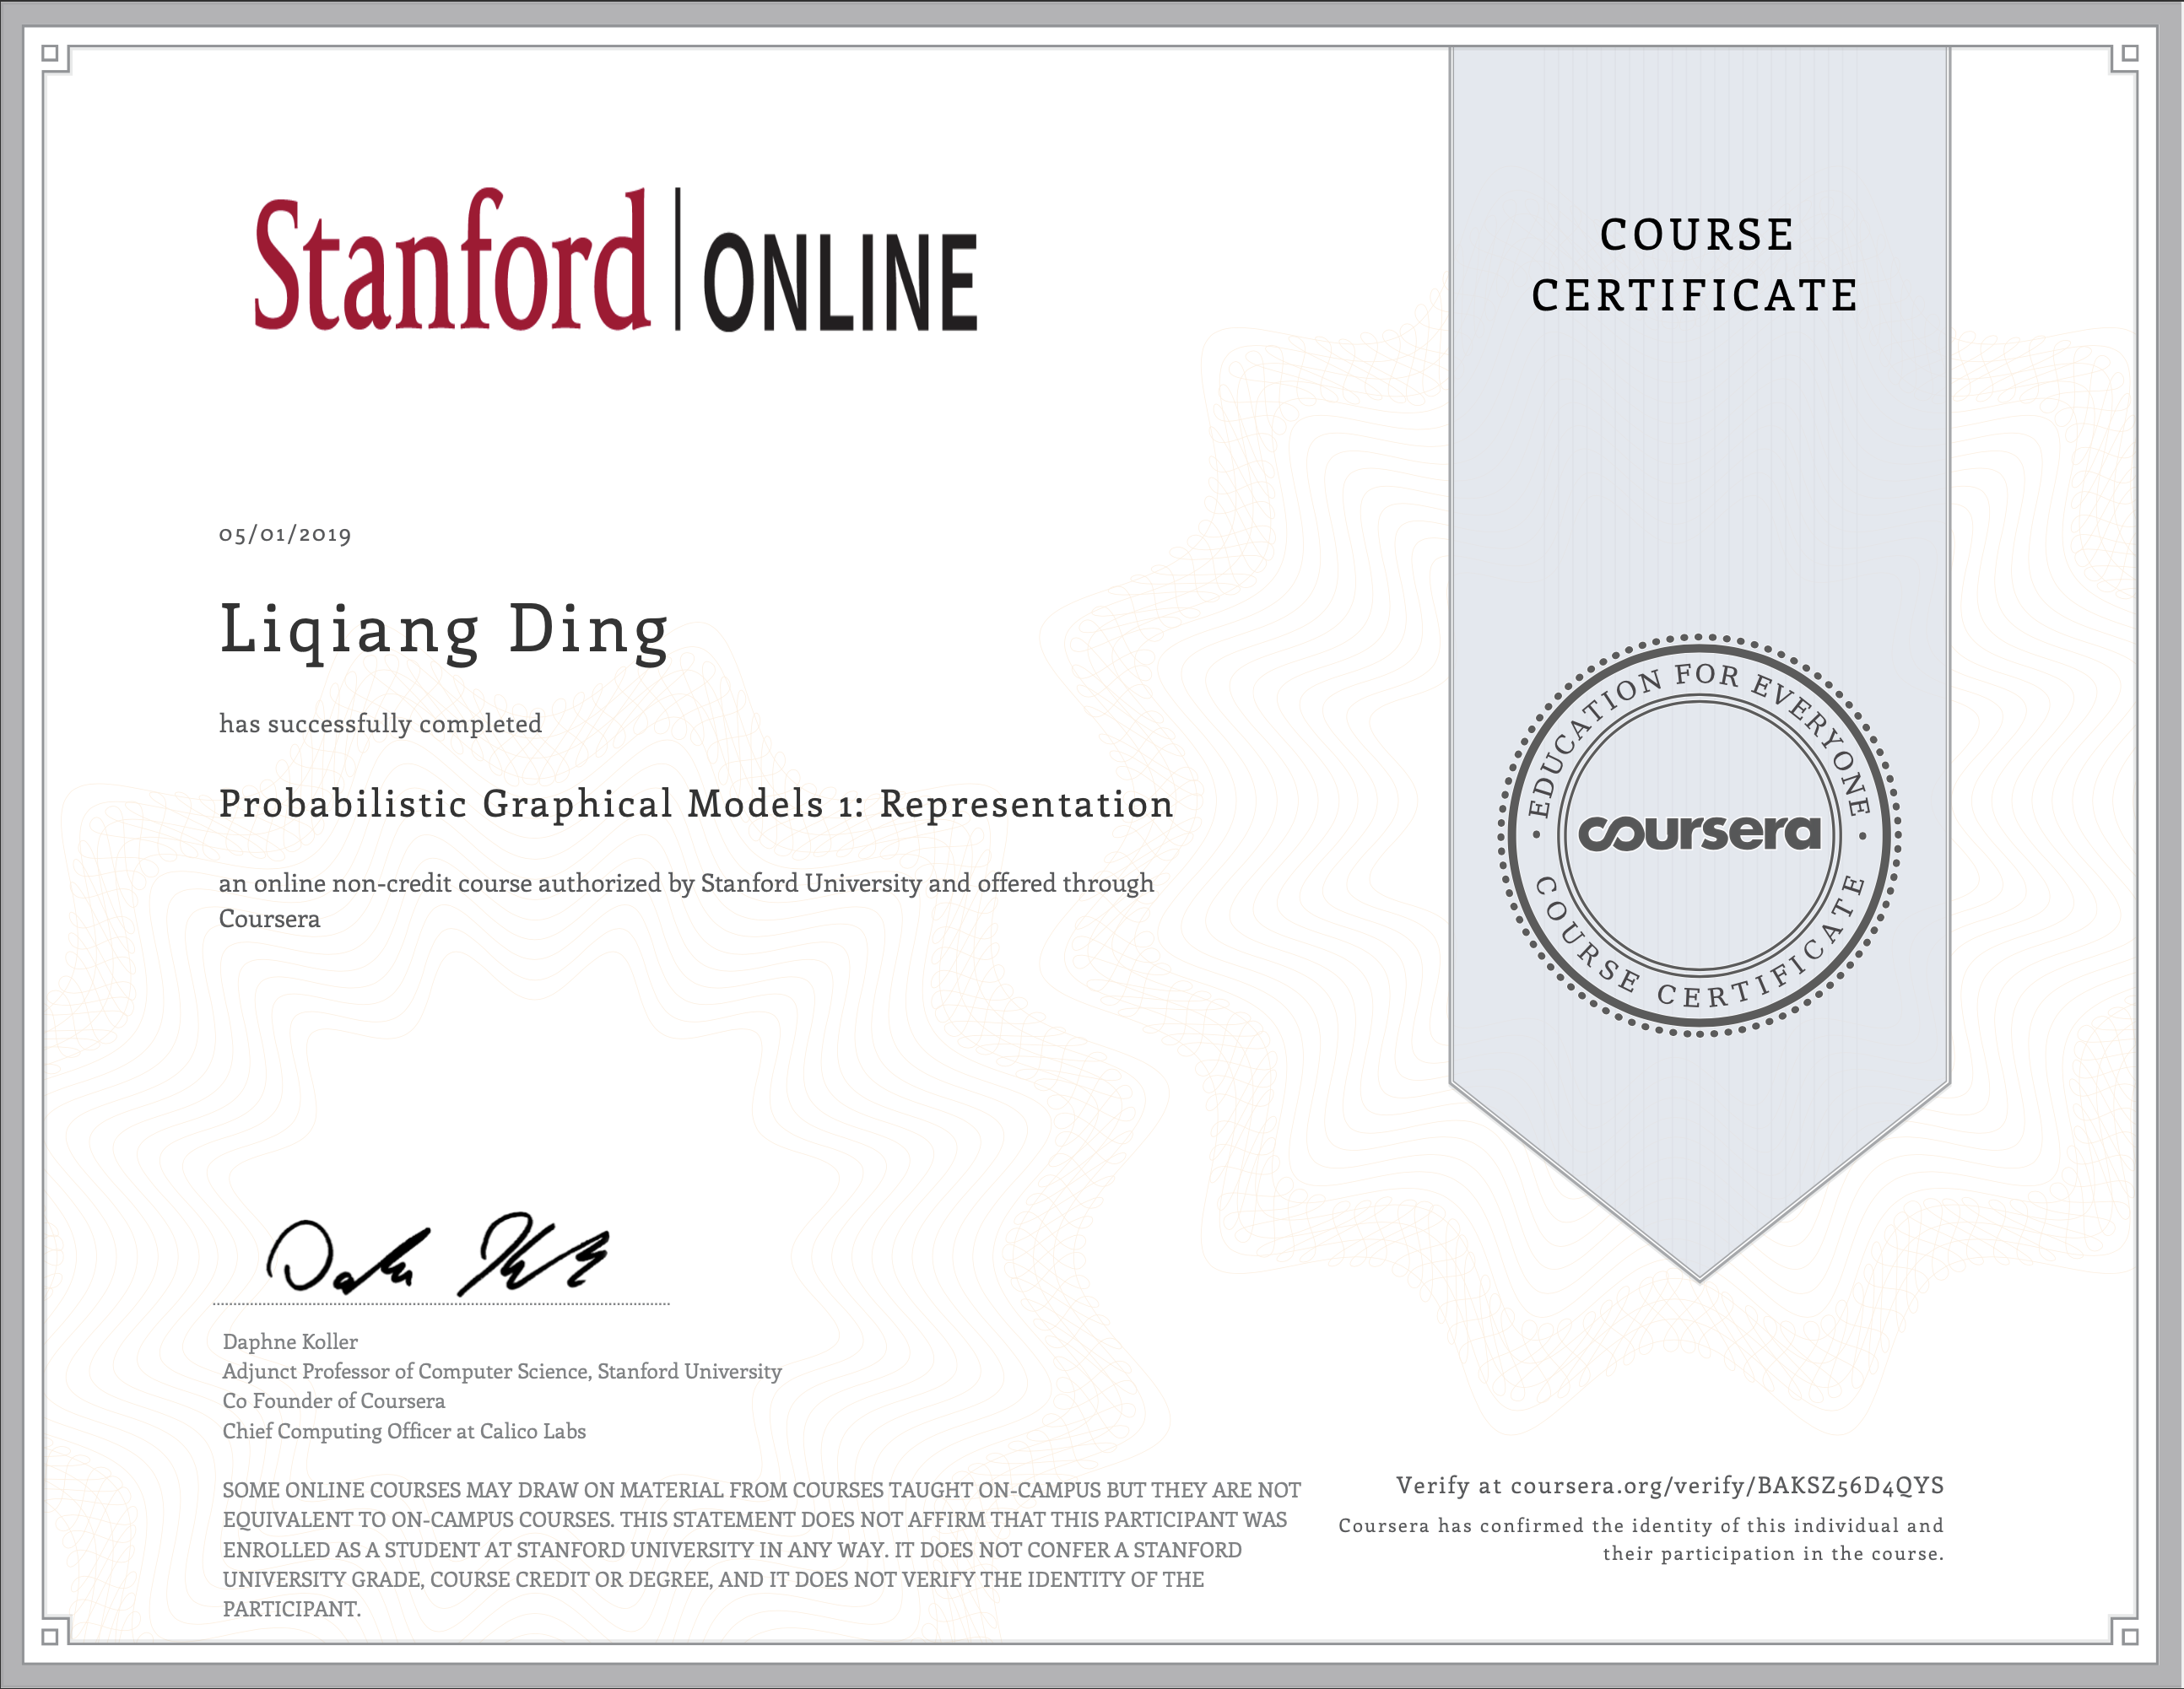 Stanford | ONLINE
COURSE
CERTIFICATE
05/01/2019
Liqiang Ding
has successfully completed
Probabilistic Graphical Models 1: Representation
an online non-credit course authorized by Stanford University and offered through
Coursera
• EDUCATION FOR EVERYONE •
coursera
COURSE CERTIFICATE
Daphne Koller
Adjunct Professor of Computer Science, Stanford University
Co Founder of Coursera
Chief Computing Officer at Calico Labs
SOME ONLINE COURSES MAY DRAW ON MATERIAL FROM COURSES TAUGHT ON-CAMPUS BUT THEY ARE NOT
EQUIVALENT TO ON-CAMPUS COURSES. THIS STATEMENT DOES NOT AFFIRM THAT THIS PARTICIPANT WAS
ENROLLED AS A STUDENT AT STANFORD UNIVERSITY IN ANY WAY. IT DOES NOT CONFER A STANFORD
UNIVERSITY GRADE, COURSE CREDIT OR DEGREE, AND IT DOES NOT VERIFY THE IDENTITY OF THE
PARTICIPANT.
Verify at coursera.org/verify/BAKSZ56D4QYS
Coursera has confirmed the identity of this individual and
their participation in the course.